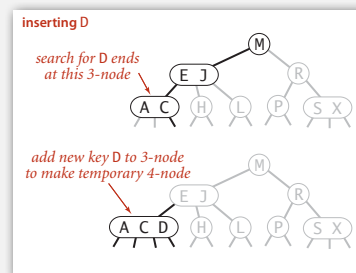 inserting D
search for D ends
at this 3-node
M
E J
R
A C
H
L
P
S X
add new key D to 3-node
to make temporary 4-node
M
E J
R
A C D
H
L
P
S X